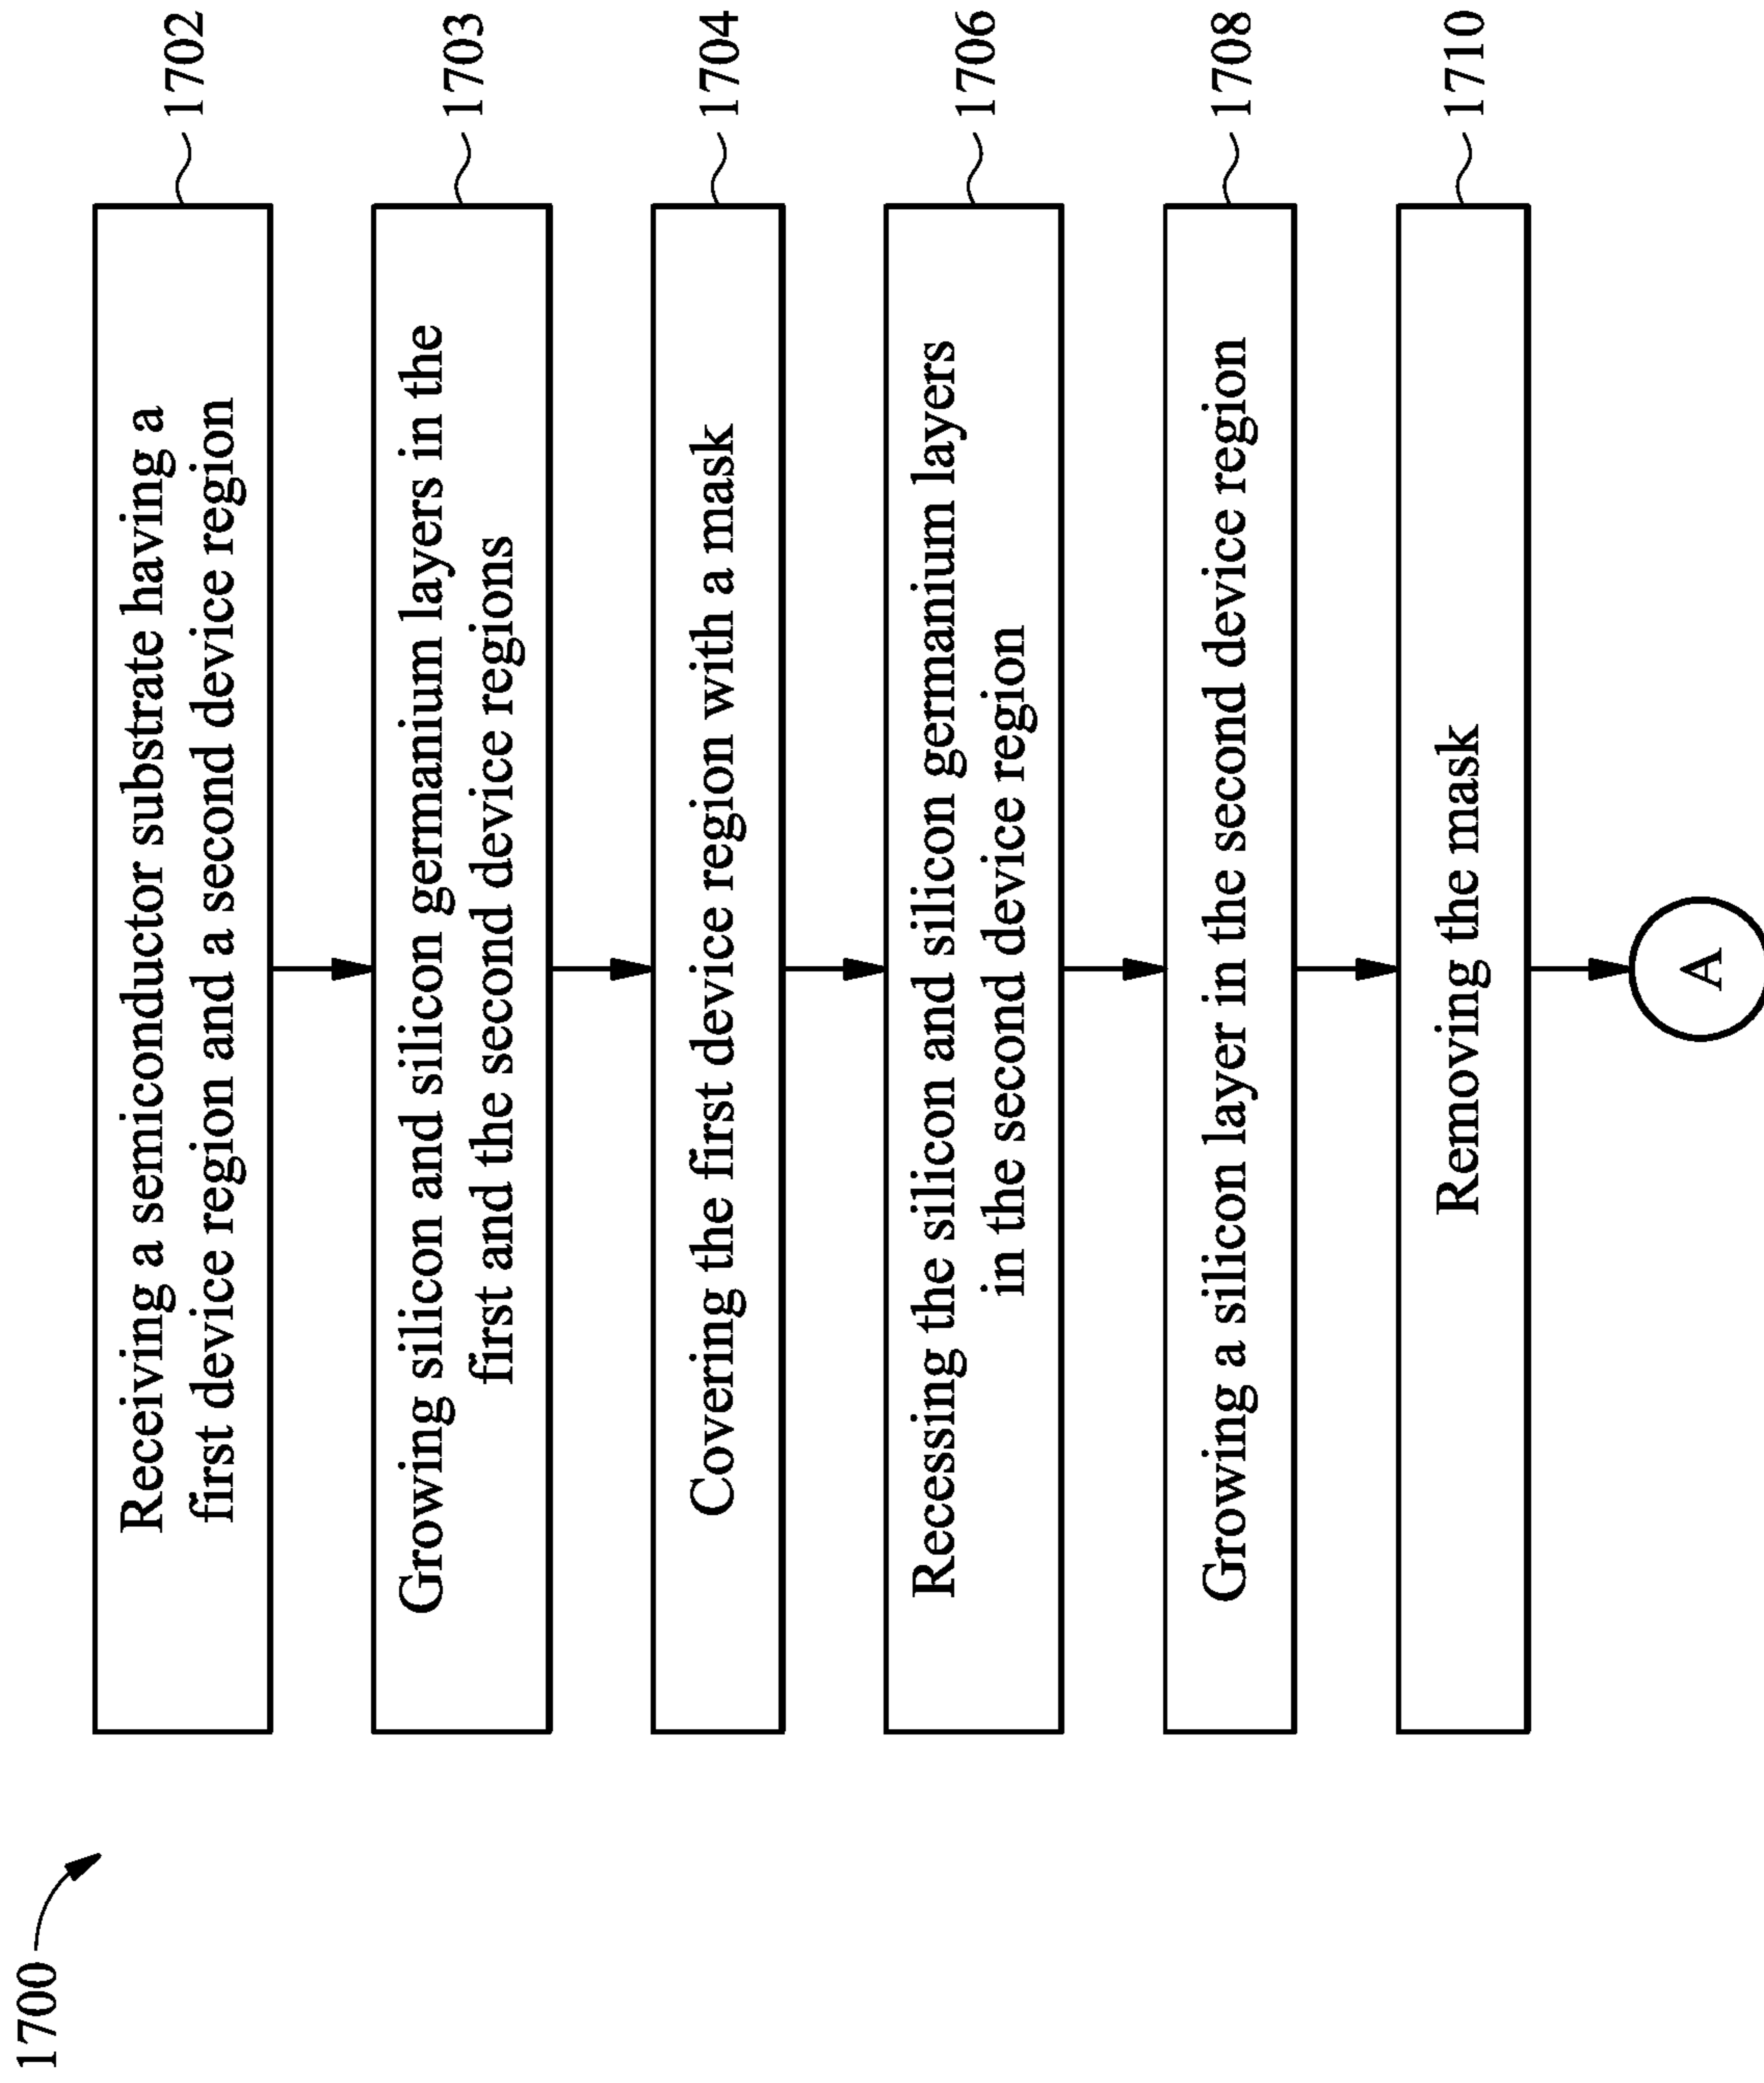 1700
Receiving a semiconductor substrate having a
first device region and a second device region
1702
Growing silicon and silicon germanium layers in the
first and the second device regions
1703
Covering the first device region with a mask
1704
Recessing the silicon and silicon germanium layers
in the second device region
1706
Growing a silicon layer in the second device region
1708
Removing the mask
1710
A